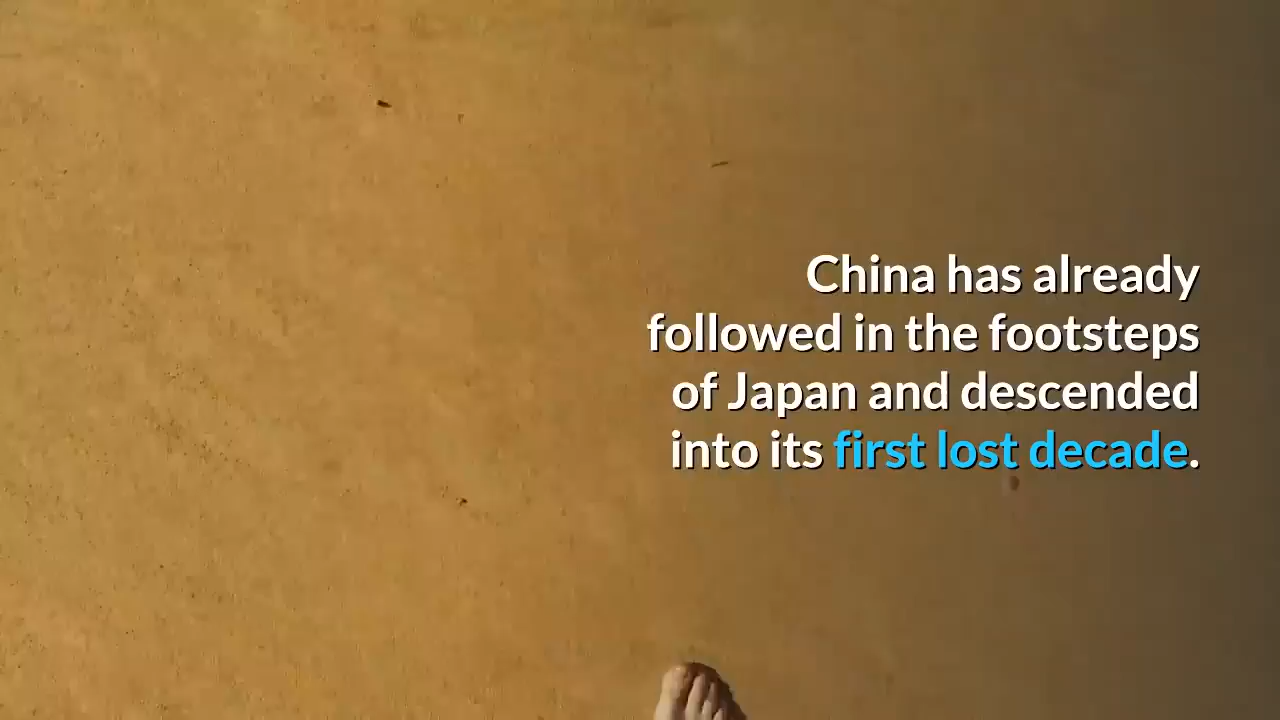 China has already
followed in the footsteps
of Japan and descended
into its first lost decade.